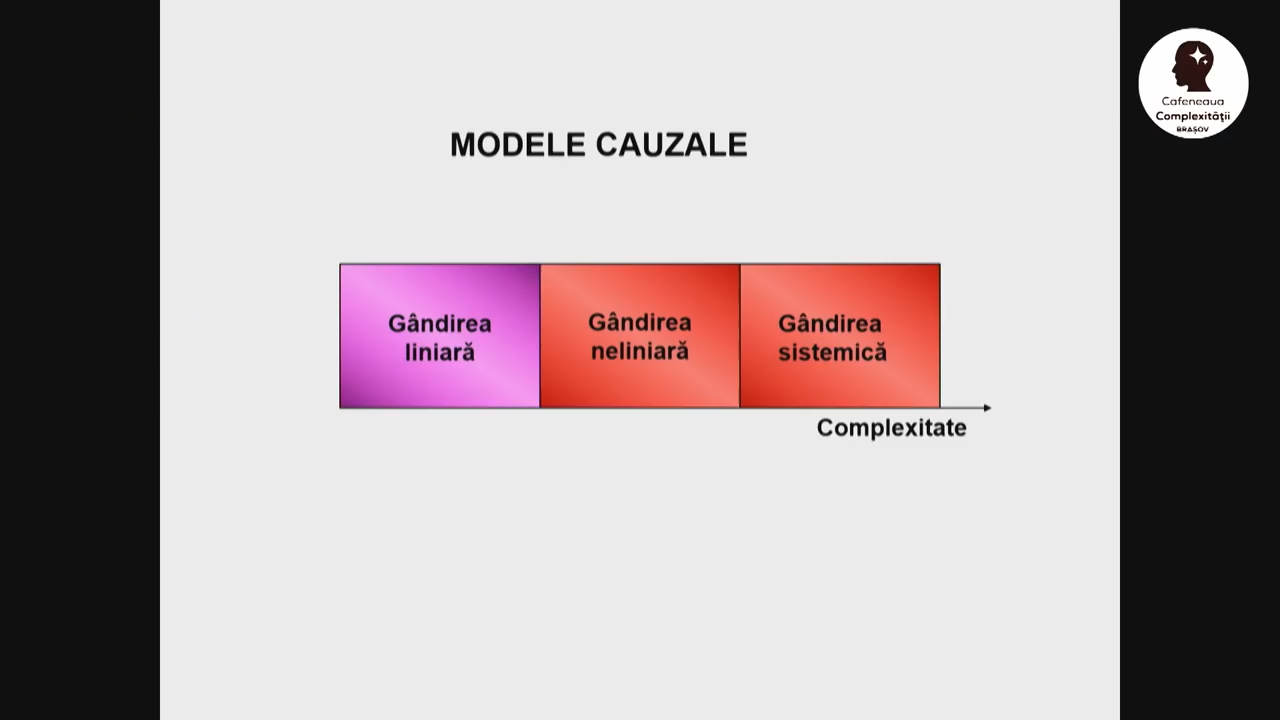 MODELE CAUZALE
Gândirea
liniară
Gândirea
neliniară
Gândirea
sistemică
Complexitate
Cafeneaua
Complexității
BRAȘOV